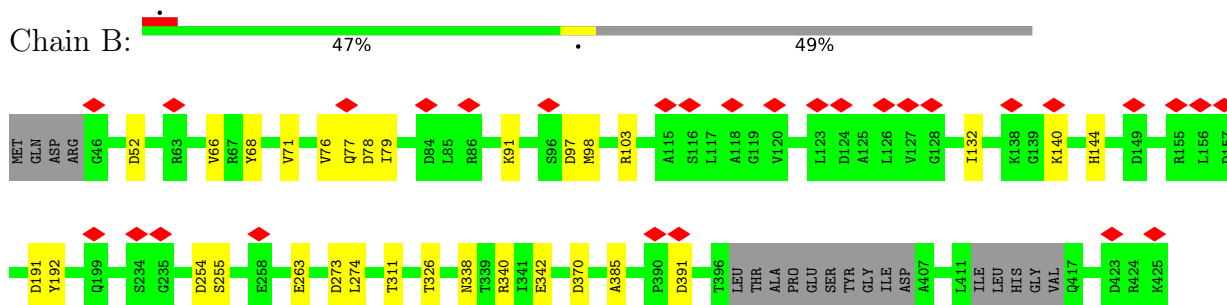 Chain B:
47%
49%
MET GLN ASP ARG G46 D52 R63 V66 R67 Y68 V71 V76 Q77 D78 I79 D84 L85 R86 K91 S96 D97 M98 R103 A115 S116 L117 A118 G119 V120 L123 D124 A125 L126 V127 G128 I132 K138 G139 K140 H144 D149 R155 L156
D191 Y192 Q199 S234 G235 D254 S255 E258 E263 D273 L274 T311 T326 N338 T339 R340 I341 E342 D370 A385 P390 D391 T396 LEU THR ALA PRO GLU SER TYR GLY ILE ASP A407 L411 ILE LEU HIS GLY VAL Q417 D423 R424 K425